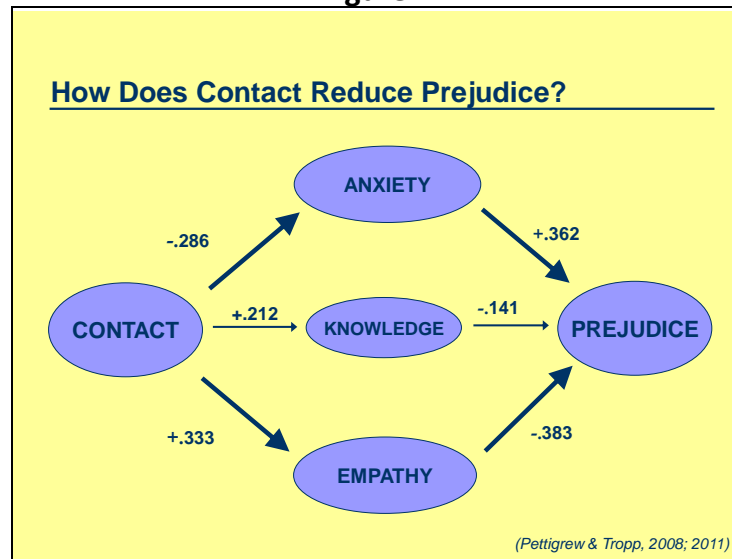 How Does Contact Reduce Prejudice?
ANXIETY
-.286
+.362
CONTACT
+.212
KNOWLEDGE
-.141
PREJUDICE
+.333
-.383
EMPATHY
(Pettigrew & Tropp, 2008; 2011)